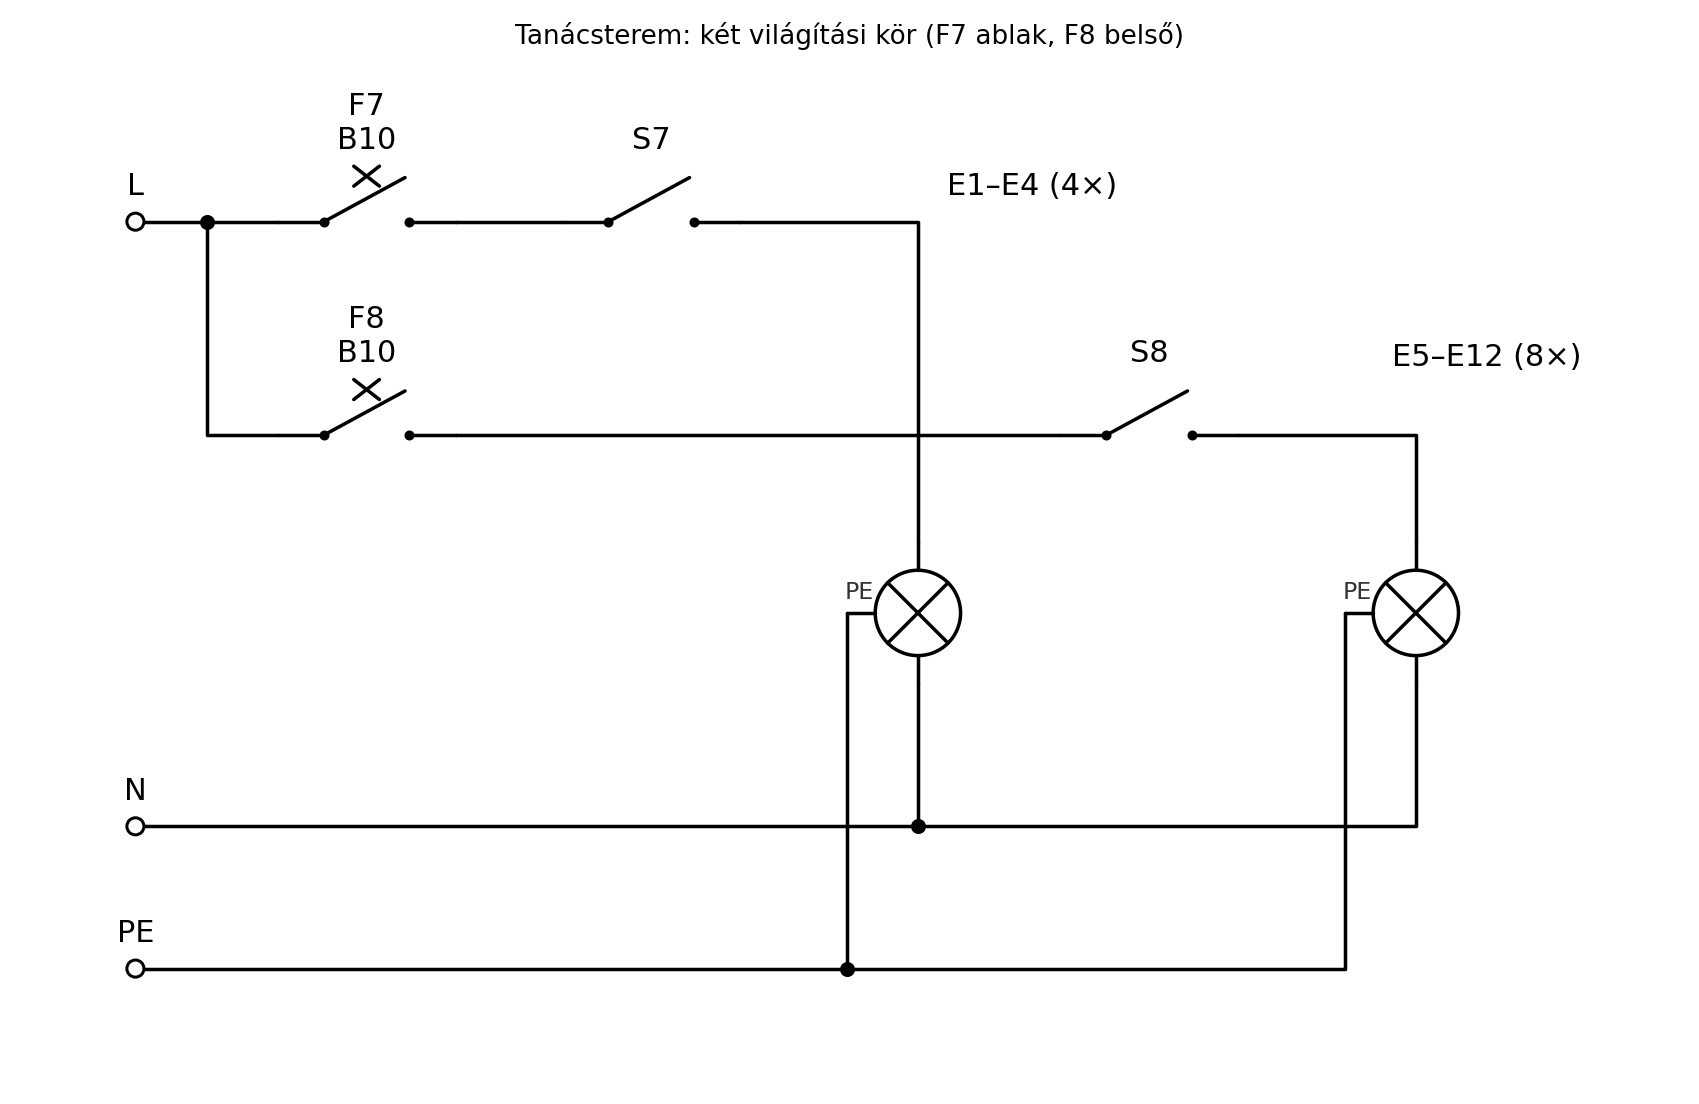 Tanácsterem: két világítási kör (F7 ablak, F8 belső)
F7
B10
S7
L
E1–E4 (4×)
F8
B10
S8
E5–E12 (8×)
PE
PE
N
PE